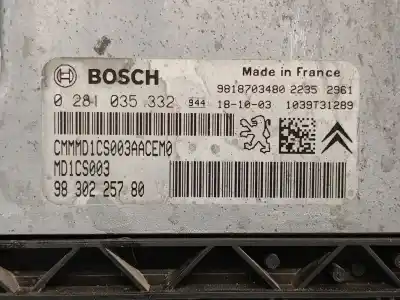 BOSCH
Made in France
9818703480 2235 2961
0 281 035 332 944 18-10-03 1039T31289
CMMMD1CS003AACEM0
MD1CS003
98 302 257 80